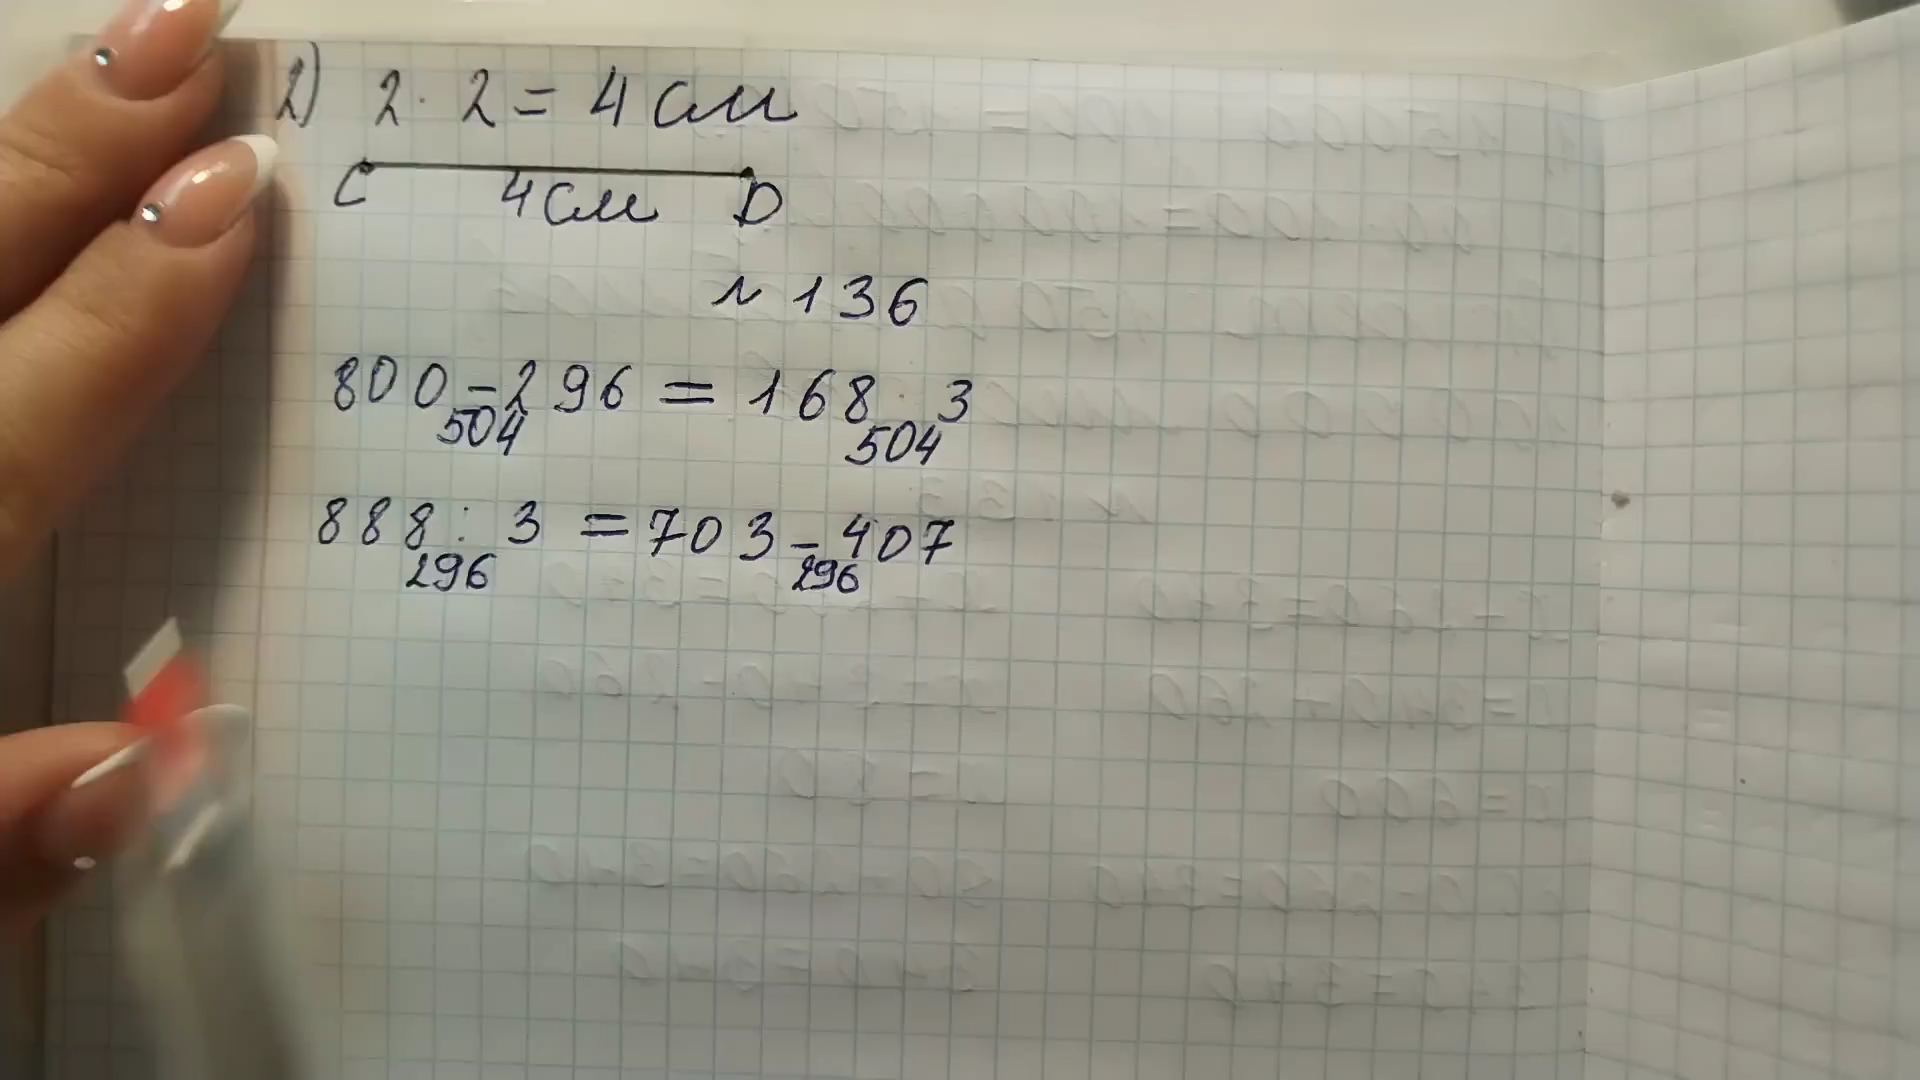 2) 2 · 2 = 4 см
C 4 см D
№ 136
800 - 296 = 168 · 3
504 504
888 : 3 = 703 - 407
296 296